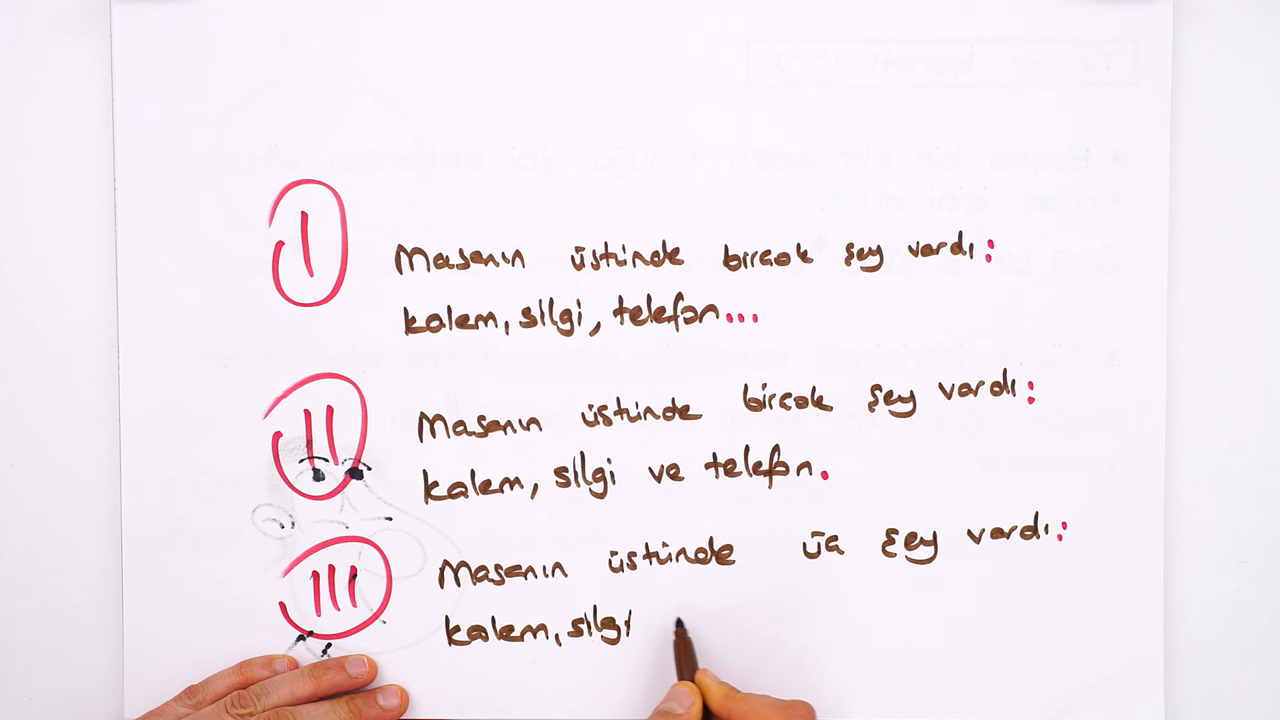 I
Masanın üstünde birçok şey vardı:
kalem, silgi, telefon...
II
Masanın üstünde birçok şey vardı:
kalem, silgi ve telefon.
III
Masanın üstünde üç şey vardı:
kalem, silgi